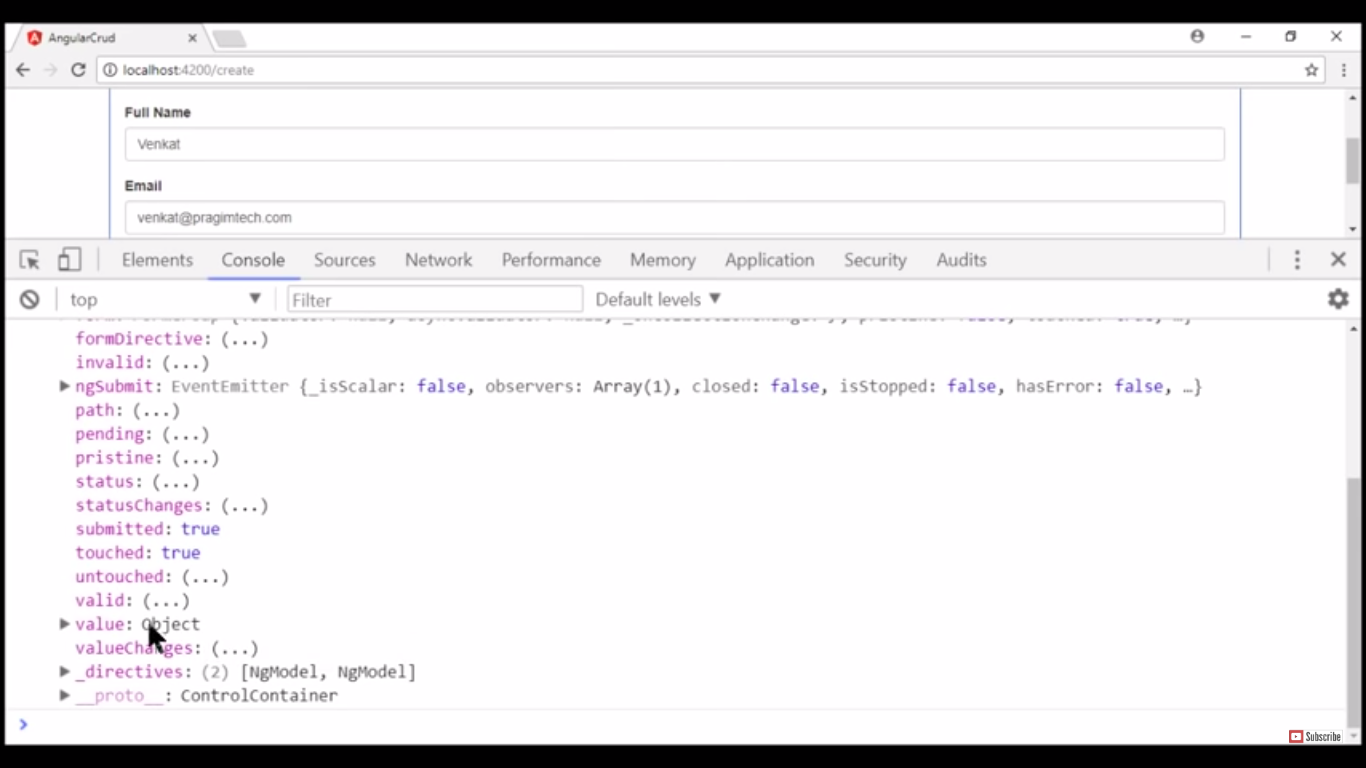 AngularCrud
localhost:4200/create
Full Name
Venkat
Email
venkat@pragimtech.com
Elements Console Sources Network Performance Memory Application Security Audits
top Filter Default levels
formDirective: (...)
invalid: (...)
ngSubmit: EventEmitter {_isScalar: false, observers: Array(1), closed: false, isStopped: false, hasError: false, …}
path: (...)
pending: (...)
pristine: (...)
status: (...)
statusChanges: (...)
submitted: true
touched: true
untouched: (...)
valid: (...)
value: Object
valueChanges: (...)
_directives: (2) [NgModel, NgModel]
__proto__: ControlContainer
Subscribe